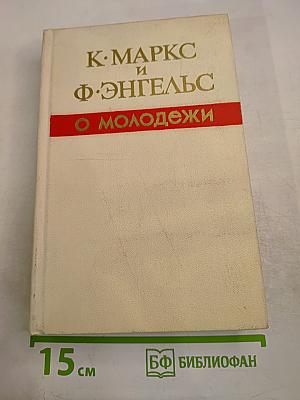 К·МАРКС
и
Ф·ЭНГЕЛЬС
О МОЛОДЕЖИ
15 см
БФ БИБЛИОФАН